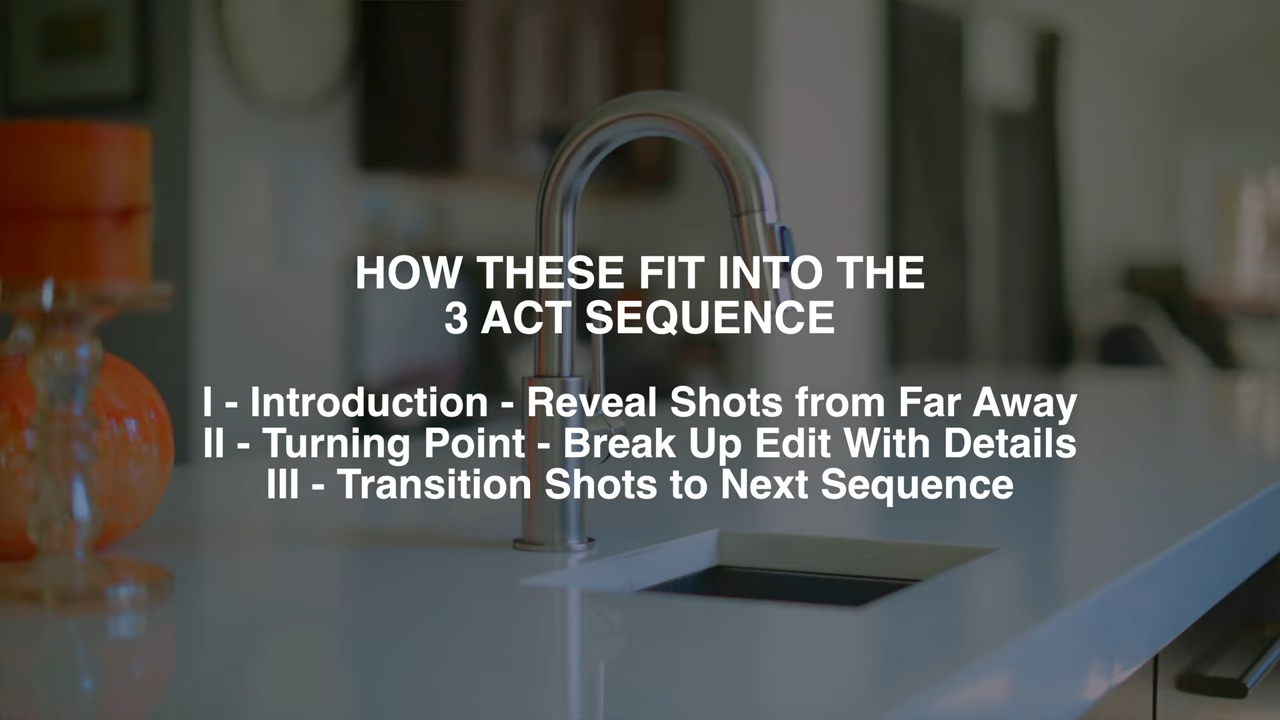 HOW THESE FIT INTO THE
3 ACT SEQUENCE
I - Introduction - Reveal Shots from Far Away
II - Turning Point - Break Up Edit With Details
III - Transition Shots to Next Sequence